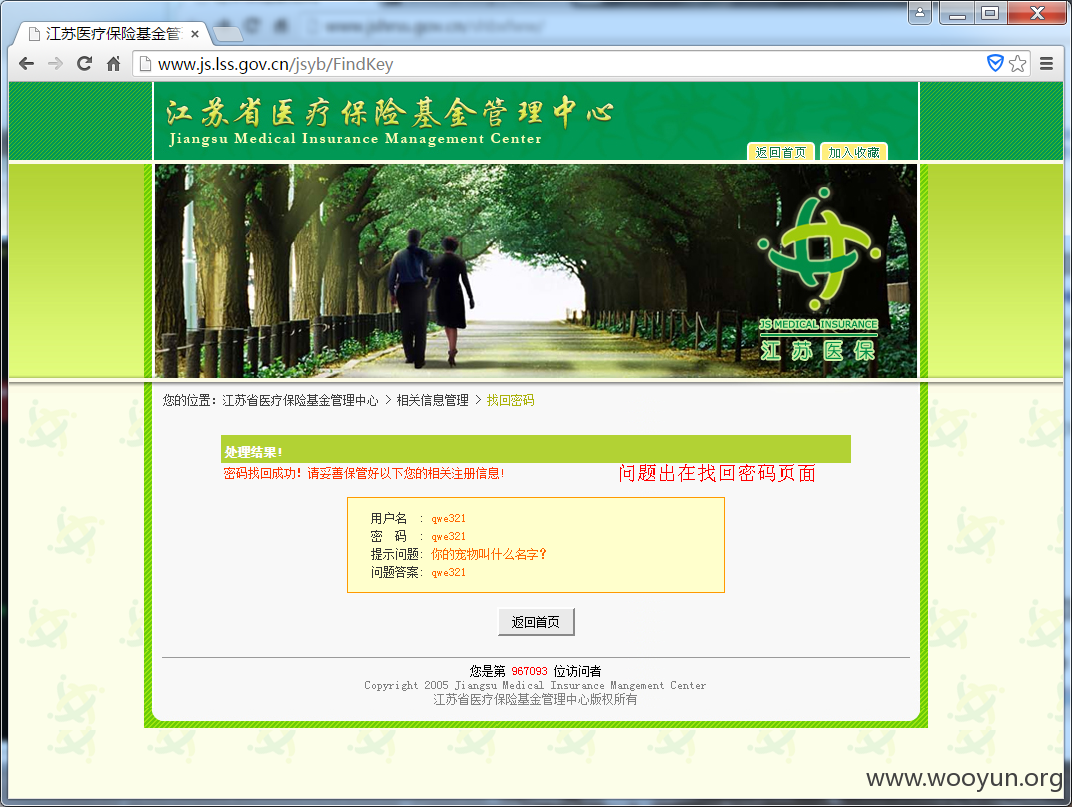 江苏医疗保险基金管
www.js.lss.gov.cn/jsyb/FindKey
江苏省医疗保险基金管理中心
Jiangsu Medical Insurance Management Center
返回首页 加入收藏
JS MEDICAL INSURANCE
江苏医保
您的位置：江苏省医疗保险基金管理中心 > 相关信息管理 > 找回密码
处理结果!
密码找回成功！请妥善保管好以下您的相关注册信息!
问题出在找回密码页面
用户名 : qwe321
密 码 : qwe321
提示问题: 你的宠物叫什么名字?
问题答案: qwe321
返回首页
您是第 967093 位访问者
Copyright 2005 Jiangsu Medical Insurance Mangement Center
江苏省医疗保险基金管理中心版权所有
www.wooyun.org